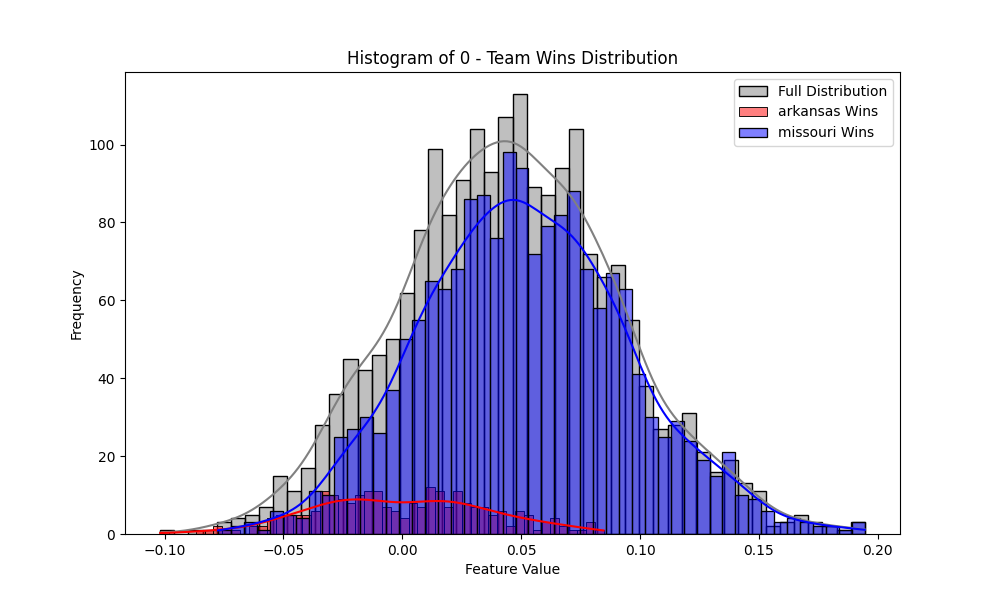 Histogram of 0 - Team Wins Distribution
Full Distribution
arkansas Wins
missouri Wins
Frequency
100
80
60
40
20
0
−0.10 −0.05 0.00 0.05 0.10 0.15 0.20
Feature Value